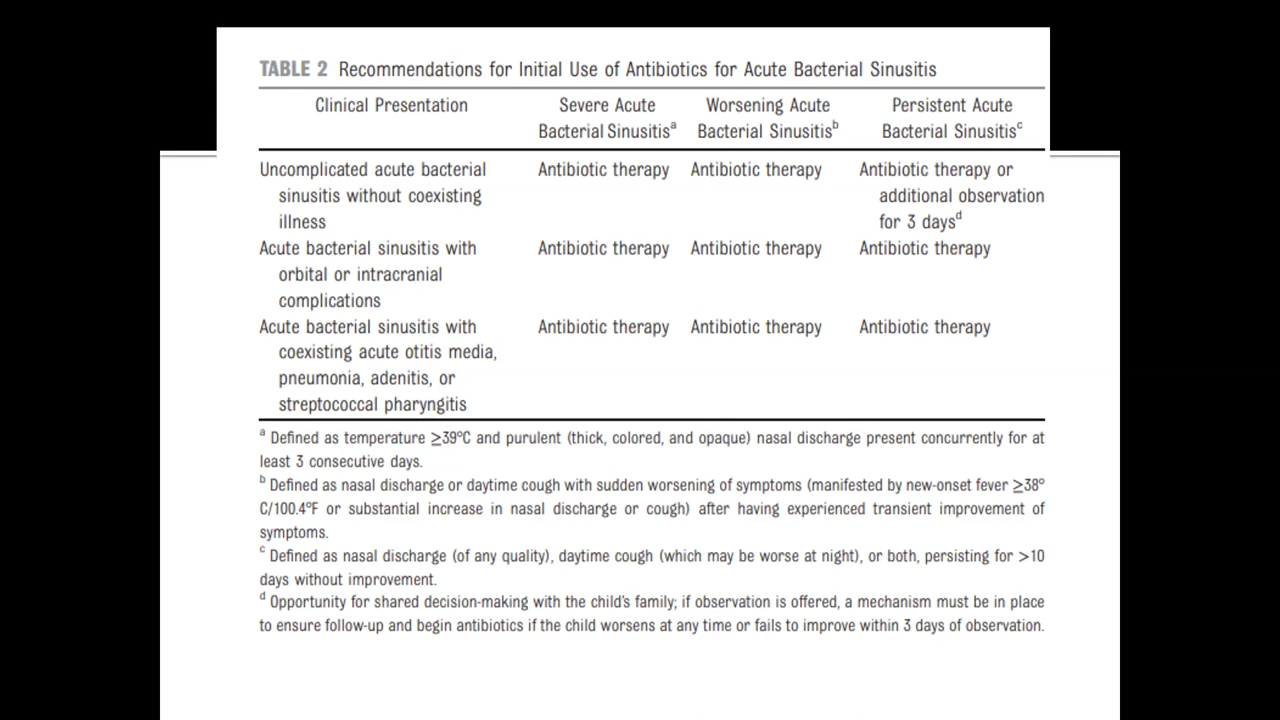 TABLE 2 Recommendations for Initial Use of Antibiotics for Acute Bacterial Sinusitis
Clinical Presentation Severe Acute Worsening Acute Persistent Acute
Bacterial Sinusitisa Bacterial Sinusitisb Bacterial Sinusitisc
Uncomplicated acute bacterial Antibiotic therapy Antibiotic therapy Antibiotic therapy or
sinusitis without coexisting additional observation
illness for 3 daysd
Acute bacterial sinusitis with Antibiotic therapy Antibiotic therapy Antibiotic therapy
orbital or intracranial
complications
Acute bacterial sinusitis with Antibiotic therapy Antibiotic therapy Antibiotic therapy
coexisting acute otitis media,
pneumonia, adenitis, or
streptococcal pharyngitis
a Defined as temperature ≥39°C and purulent (thick, colored, and opaque) nasal discharge present concurrently for at
least 3 consecutive days.
b Defined as nasal discharge or daytime cough with sudden worsening of symptoms (manifested by new-onset fever ≥38°
C/100.4°F or substantial increase in nasal discharge or cough) after having experienced transient improvement of
symptoms.
c Defined as nasal discharge (of any quality), daytime cough (which may be worse at night), or both, persisting for >10
days without improvement.
d Opportunity for shared decision-making with the child's family; if observation is offered, a mechanism must be in place
to ensure follow-up and begin antibiotics if the child worsens at any time or fails to improve within 3 days of observation.